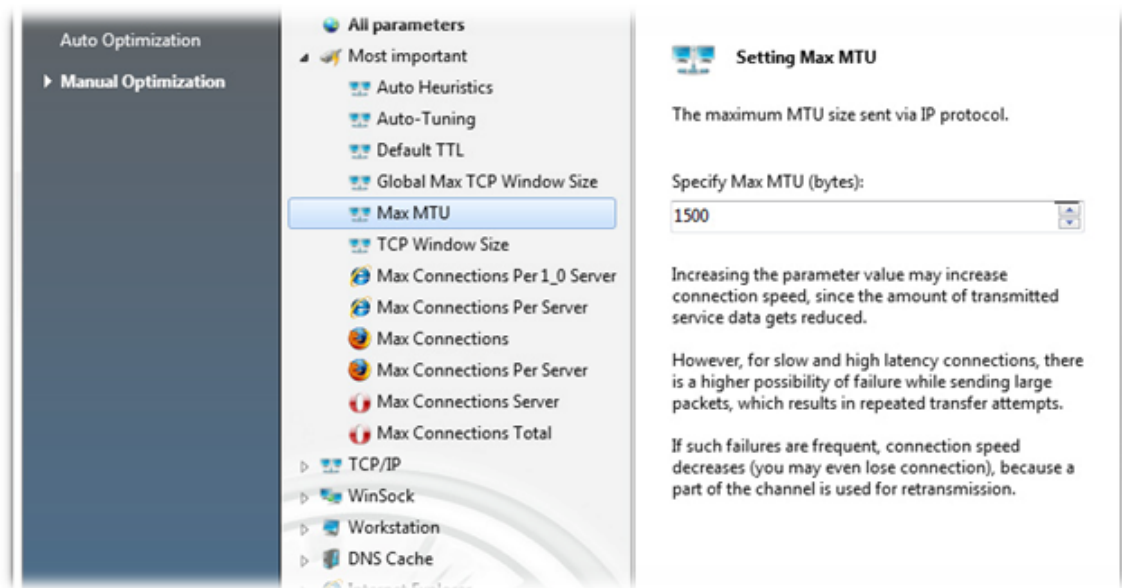 Auto Optimization
Manual Optimization
All parameters
Most important
Auto Heuristics
Auto-Tuning
Default TTL
Global Max TCP Window Size
Max MTU
TCP Window Size
Max Connections Per 1_0 Server
Max Connections Per Server
Max Connections
Max Connections Per Server
Max Connections Server
Max Connections Total
TCP/IP
WinSock
Workstation
DNS Cache
Internet Explorer
Setting Max MTU
The maximum MTU size sent via IP protocol.
Specify Max MTU (bytes):
1500
Increasing the parameter value may increase
connection speed, since the amount of transmitted
service data gets reduced.
However, for slow and high latency connections, there
is a higher possibility of failure while sending large
packets, which results in repeated transfer attempts.
If such failures are frequent, connection speed
decreases (you may even lose connection), because a
part of the channel is used for retransmission.